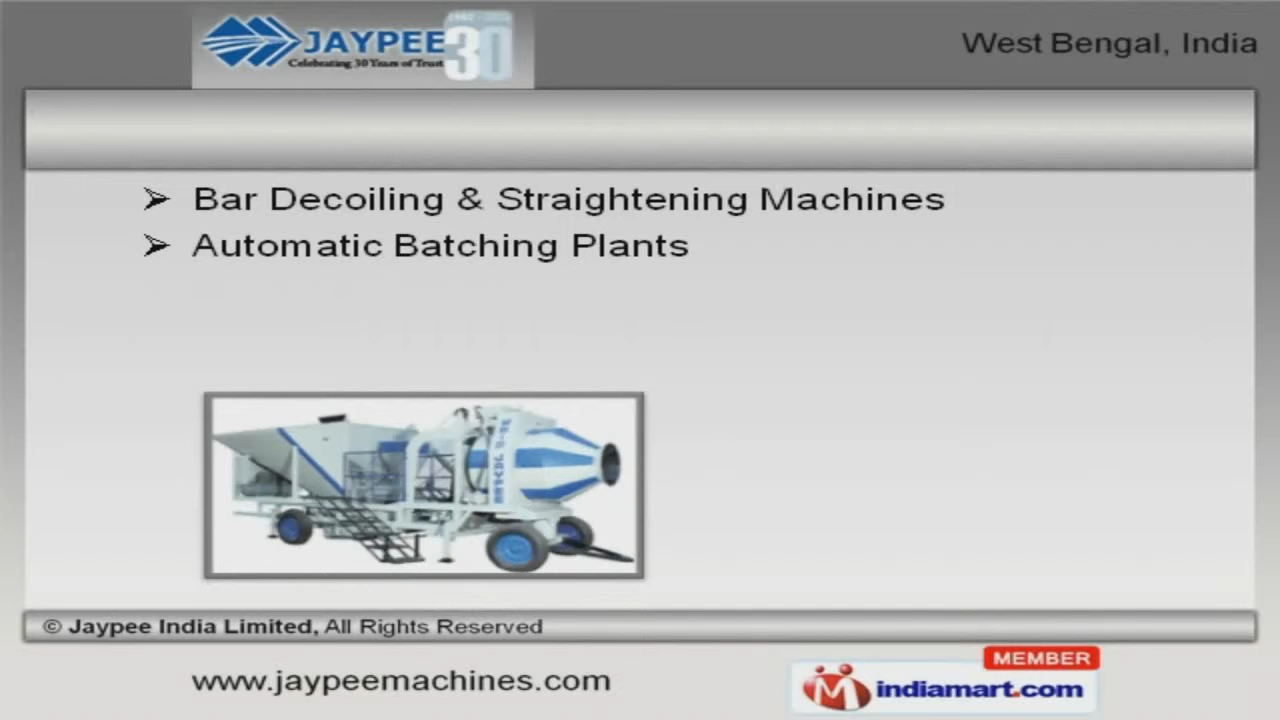 JAYPEE 30
Celebrating 30 Years of Trust
West Bengal, India
➢ Bar Decoiling & Straightening Machines
➢ Automatic Batching Plants
© Jaypee India Limited, All Rights Reserved
www.jaypeemachines.com
MEMBER
indiamart.com